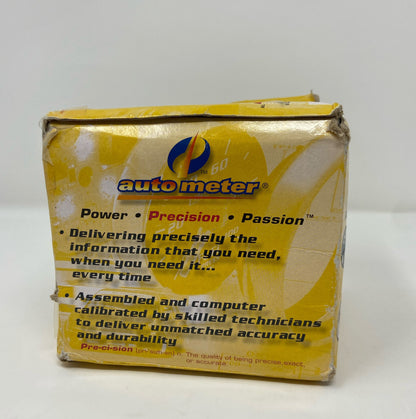 60
auto meter®
Power • Precision • Passion™
20
• Delivering precisely the
information that you need,
when you need it...
every time
• Assembled and computer
calibrated by skilled technicians
to deliver unmatched accuracy
and durability
Pre-ci-sion n. The quality of being precise, exact,
or accurate